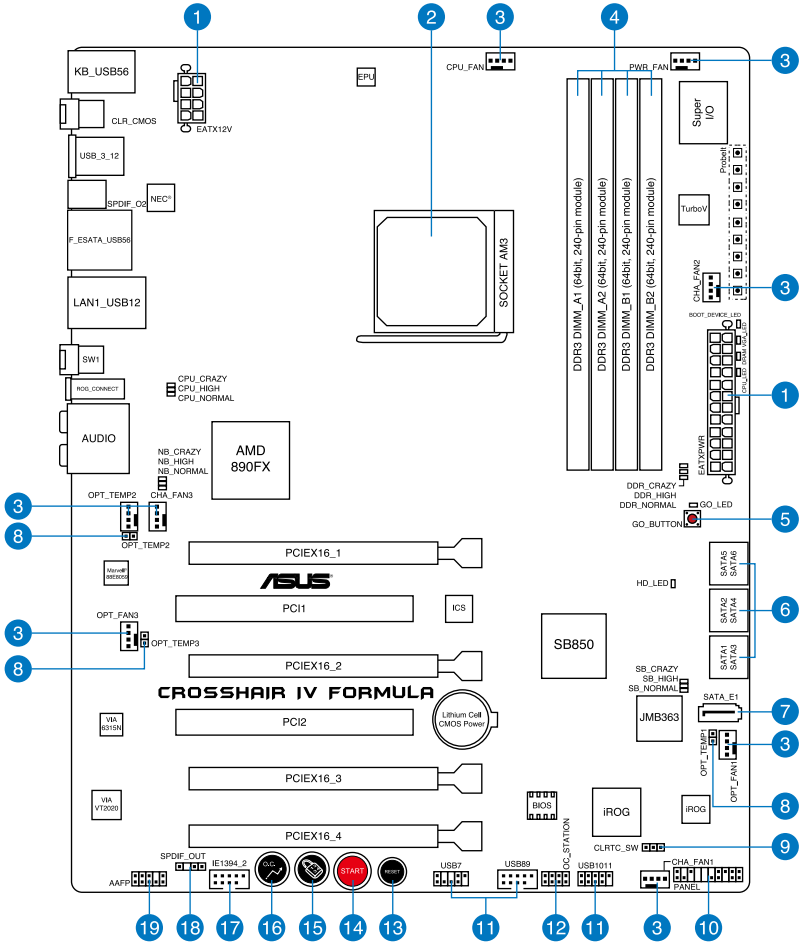 1
2
3
4
3
KB_USB56
CPU_FAN
PWR_FAN
EPU
CLR_CMOS
EATX12V
Super I/O
USB_3_12
ProbeIt
SPDIF_O2
NEC®
TurboV
F_ESATA_USB56
SOCKET AM3
DDR3 DIMM_A1 (64bit, 240-pin module)
DDR3 DIMM_A2 (64bit, 240-pin module)
DDR3 DIMM_B1 (64bit, 240-pin module)
DDR3 DIMM_B2 (64bit, 240-pin module)
CHA_FAN2
3
LAN1_USB12
BOOT_DEVICE_LED
VGA_LED
DRAM
CPU_LED
SW1
ROG_CONNECT
CPU_CRAZY
CPU_HIGH
CPU_NORMAL
1
EATXPWR
AUDIO
AMD
890FX
NB_CRAZY
NB_HIGH
NB_NORMAL
DDR_CRAZY
DDR_HIGH
DDR_NORMAL
GO_LED
GO_BUTTON
5
OPT_TEMP2
CHA_FAN3
3
8
OPT_TEMP2
PCIEX16_1
SATA5
SATA6
Marvell®
88E8059
ASUS
HD_LED
6
SATA2
SATA4
OPT_FAN3
PCI1
ICS
3
OPT_TEMP3
8
SB850
SATA1
SATA3
PCIEX16_2
SB_CRAZY
SB_HIGH
SB_NORMAL
CROSSHAIR IV FORMULA
SATA_E1
7
VIA
6315N
PCI2
Lithium Cell
CMOS Power
JMB363
OPT_TEMP1
OPT_FAN1
3
PCIEX16_3
8
VIA
VT2020
BIOS
iROG
iROG
PCIEX16_4
CLRTC_SW
9
SPDIF_OUT
IE1394_2
O.C.
START
RESET
USB7
USB89
OC_STATION
USB1011
CHA_FAN1
PANEL
AAFP
19
18
17
16
15
14
13
11
12
11
3
10